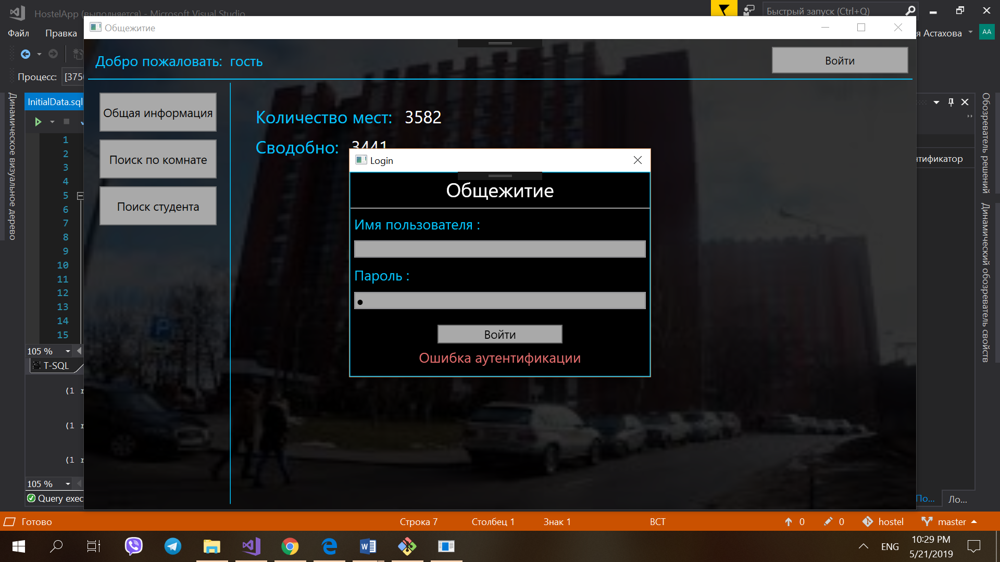 HostelApp (выполняется) - Microsoft Visual Studio
Быстрый запуск (Ctrl+Q)
Файл Правка
я Астахова
AA
Общежитие
Процесс: [375
Добро пожаловать: гость
Войти
InitialData.sql
Динамическое визуальное дерево
Обозреватель решений
Динамический обозреватель свойств
Общая информация
Поиск по комнате
Поиск студента
Количество мест: 3582
Сводобно: 3441
нтификатор
1
2
3
4
5
6
7
8
9
10
11
12
13
14
15
105 %
T-SQL
(1 r
(1 r
(1 r
105 %
Query exec
Login
Общежитие
Имя пользователя :
Пароль :
Войти
Ошибка аутентификации
По...
Ло...
Готово
Строка 7
Столбец 1
Знак 1
ВСТ
0
0
hostel
master
ENG
10:29 PM
5/21/2019